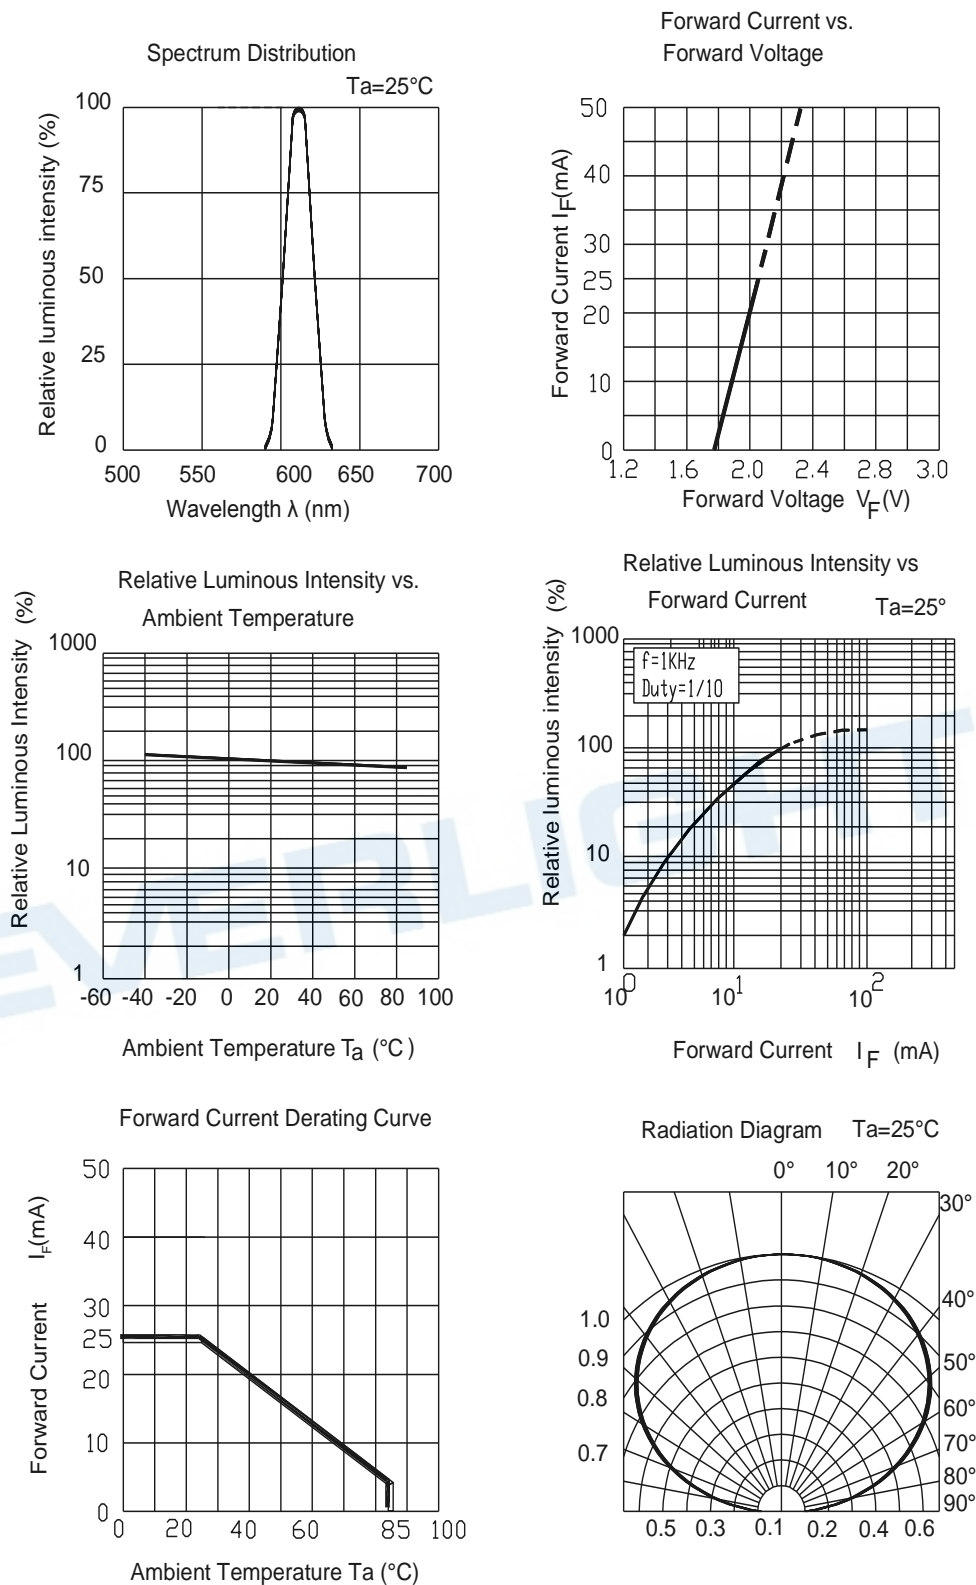 Spectrum Distribution
Ta=25°C
Relative luminous intensity (%)
100
75
50
25
0
500 550 600 650 700
Wavelength λ (nm)
Forward Current vs.
Forward Voltage
Forward Current IF(mA)
50
40
30
25
20
10
0
1.2 1.6 2.0 2.4 2.8 3.0
Forward Voltage VF(V)
Relative Luminous Intensity vs.
Ambient Temperature
Relative Luminous Intensity (%)
1000
100
10
1
-60 -40 -20 0 20 40 60 80 100
Ambient Temperature Ta (°C )
Relative Luminous Intensity vs
Forward Current Ta=25°
Relative luminous intensity (%)
f=1KHz
Duty=1/10
1000
100
10
1
10⁰ 10¹ 10²
Forward Current IF (mA)
EVERLIGHT
Forward Current Derating Curve
Forward Current IF(mA)
50
40
30
25
20
10
0
0 20 40 60 85 100
Ambient Temperature Ta (°C)
Radiation Diagram Ta=25°C
0° 10° 20°
30°
40°
50°
60°
70°
80°
90°
1.0
0.9
0.8
0.7
0.5 0.3 0.1 0.2 0.4 0.6